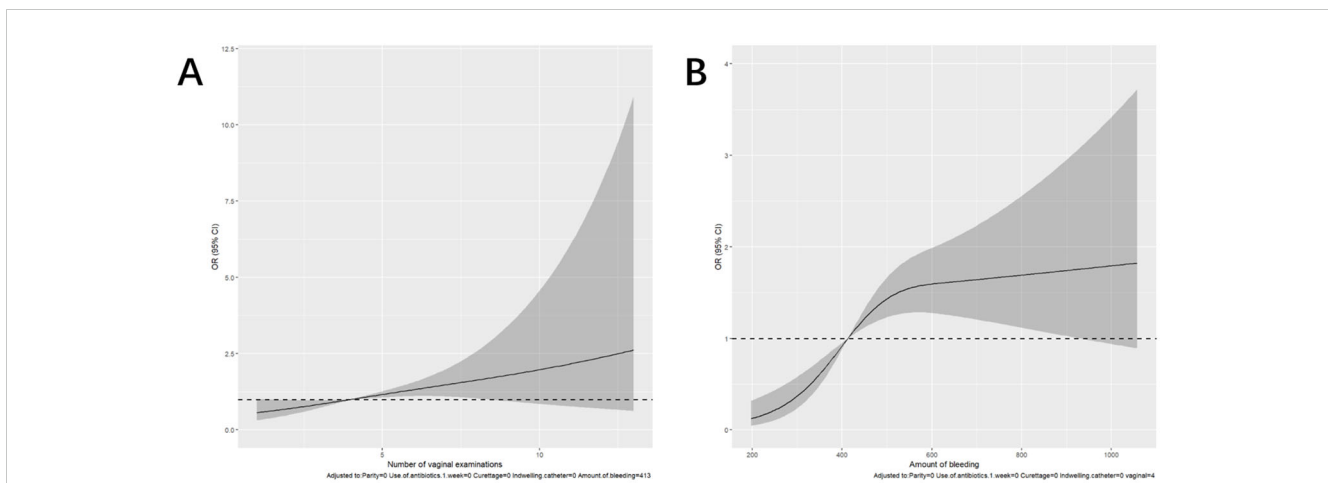 A
12.5
10.0
7.5
5.0
2.5
0.0
OR (95% CI)
5
10
Number of vaginal examinations
Adjusted to:Parity=0 Use.of.antibiotics.1.week=0 Curettage=0 Indwelling.catheter=0 Amount.of.bleeding=413
B
4
3
2
1
0
OR (95% CI)
200
400
600
800
1000
Amount of bleeding
Adjusted to:Parity=0 Use.of.antibiotics.1.week=0 Curettage=0 Indwelling.catheter=0 vaginal=4